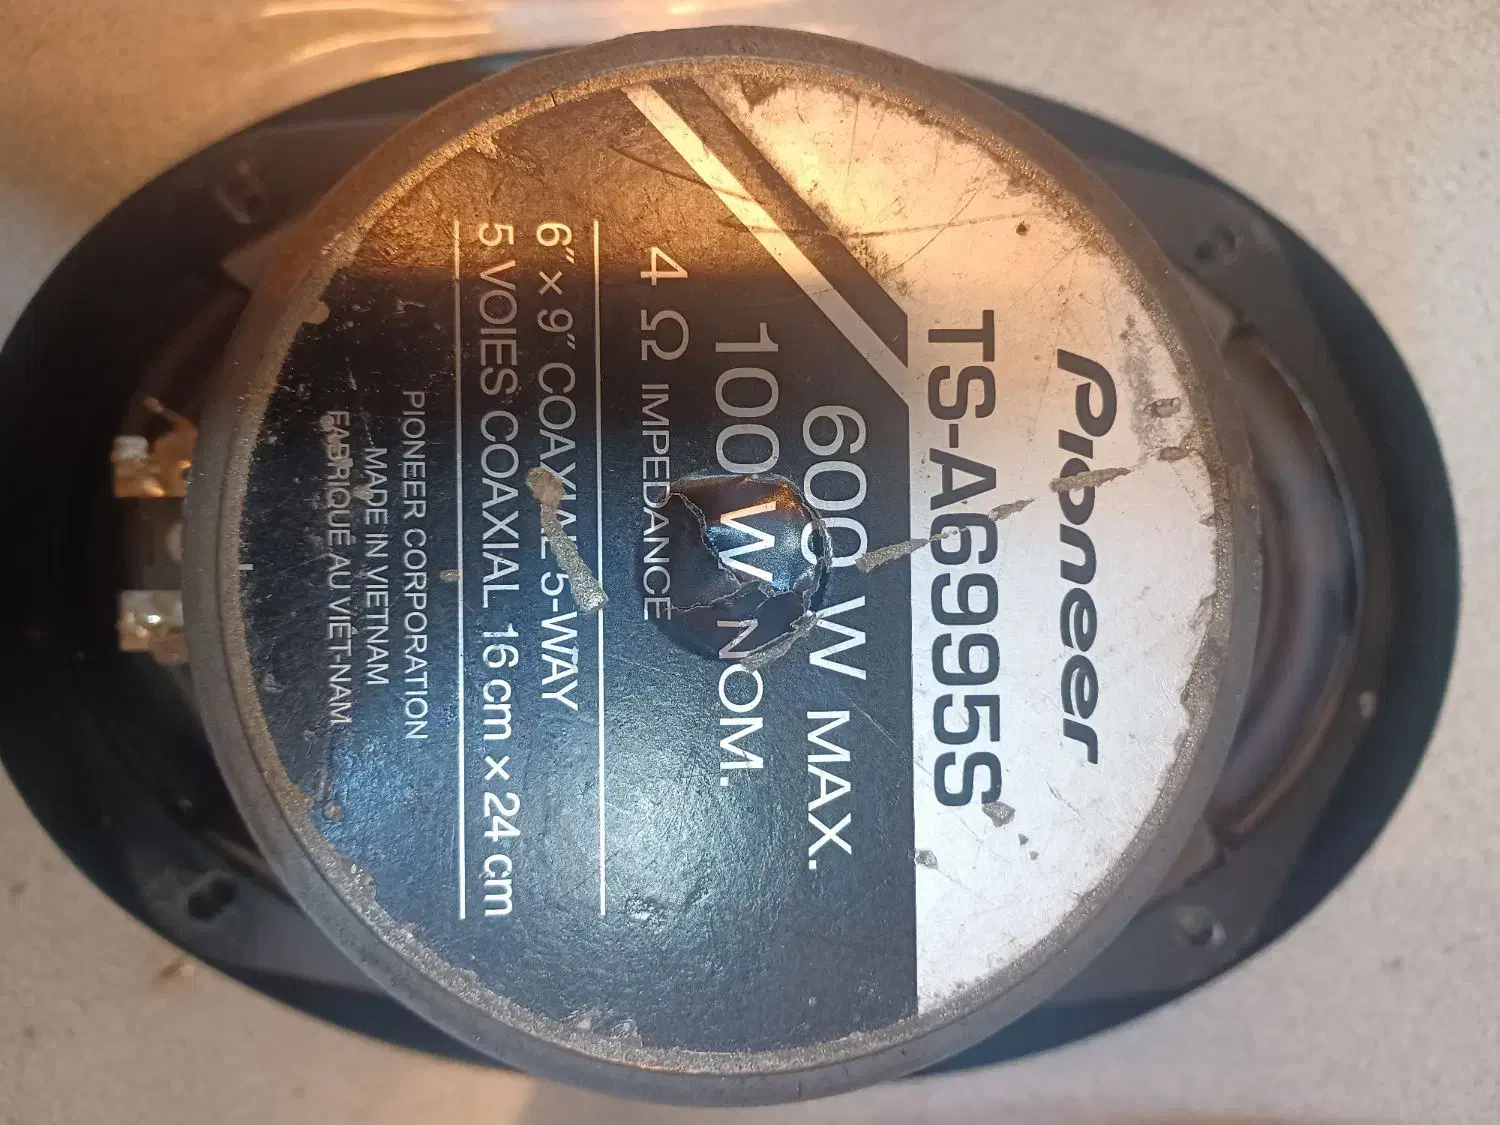 Pioneer
TS-A6995S
600 W MAX.
100 W NOM.
4 Ω IMPEDANCE
6" × 9" COAXIAL 5-WAY
5 VOIES COAXIAL 16 cm × 24 cm
PIONEER CORPORATION
MADE IN VIETNAM
FABRIQUÉ AU VIÊT-NAM